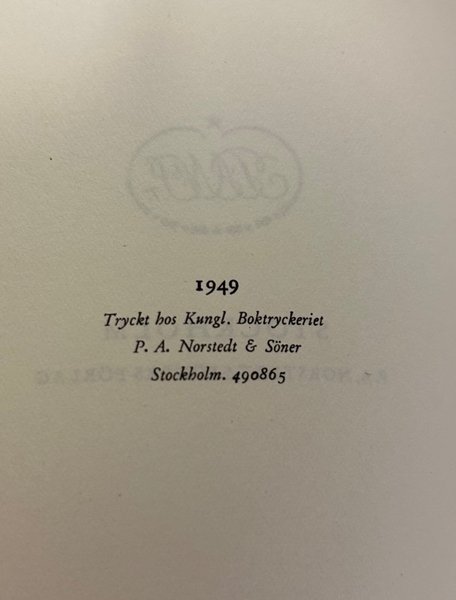 1949
Tryckt hos Kungl. Boktryckeriet
P. A. Norstedt & Söner
Stockholm. 490865